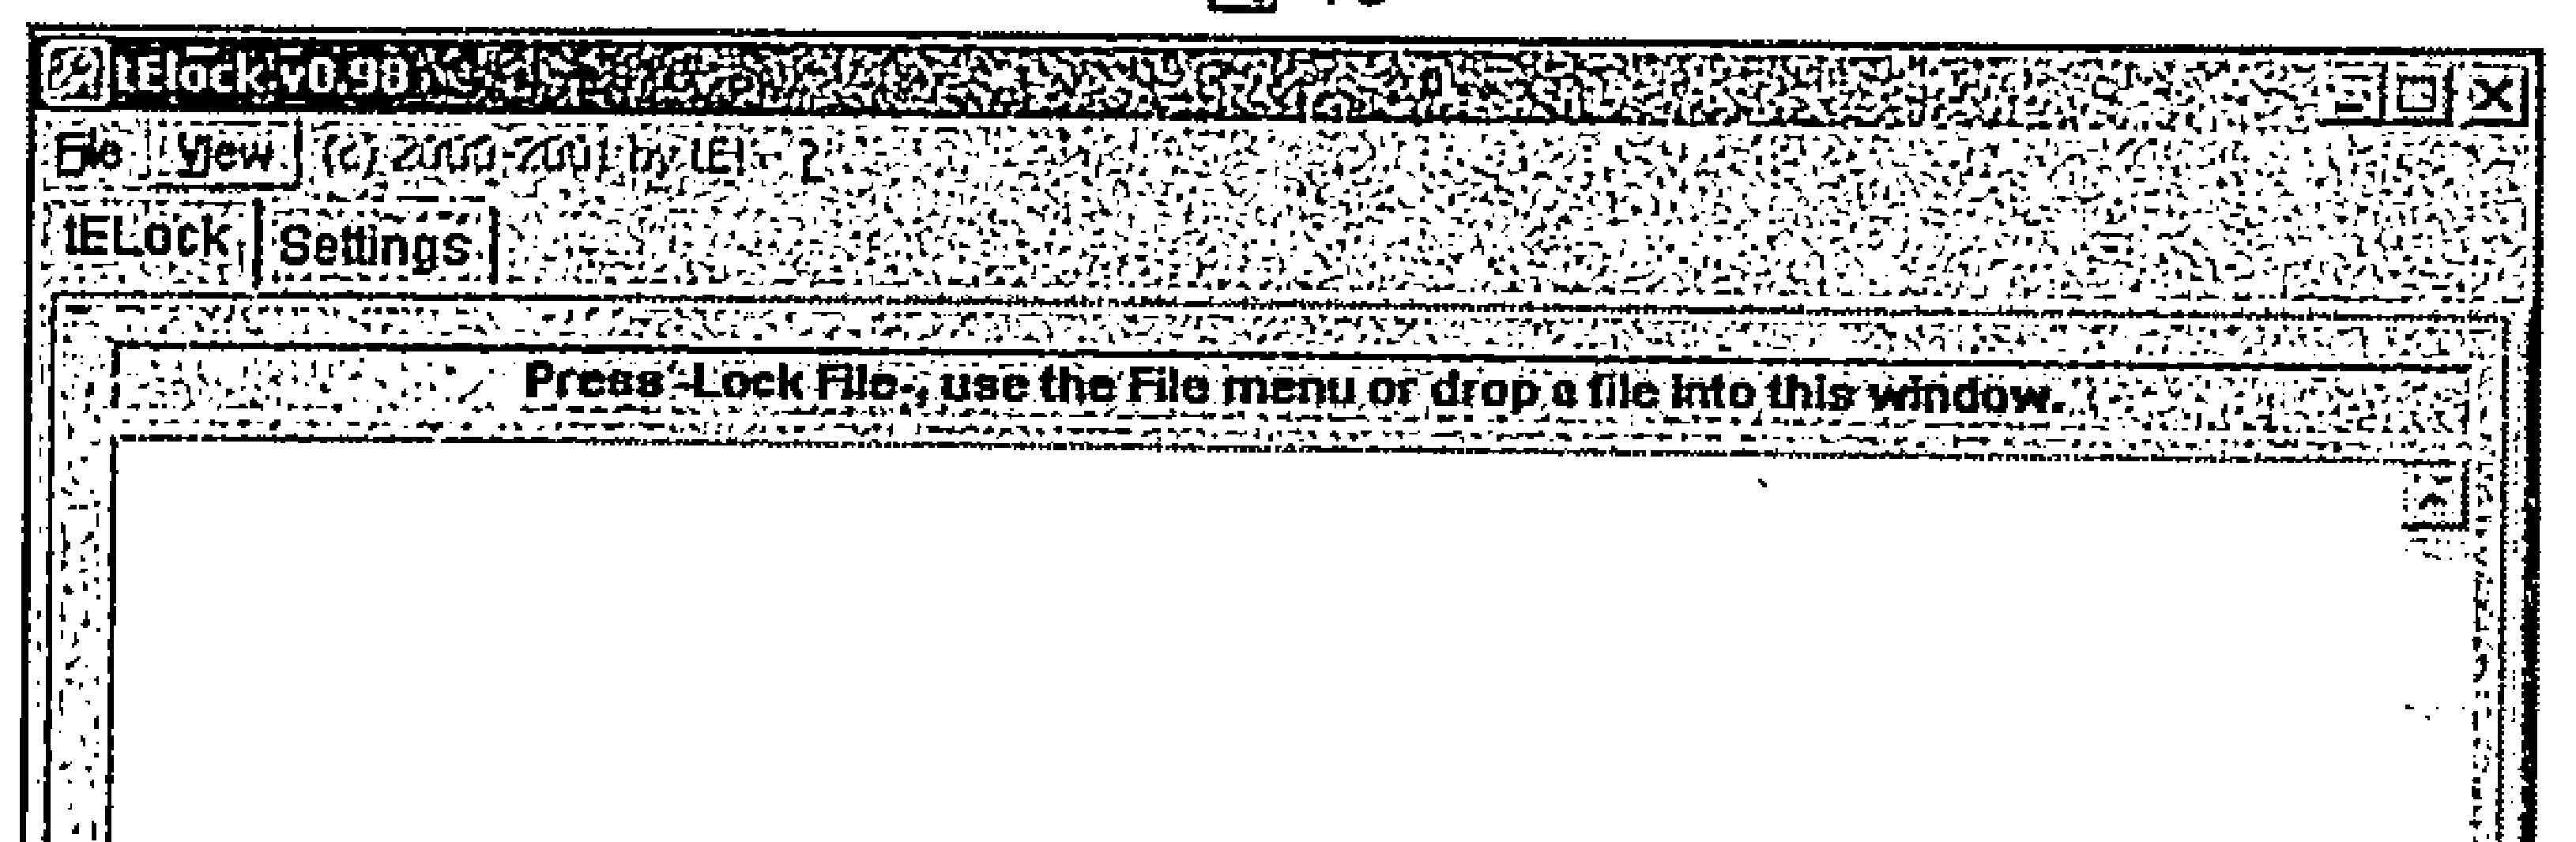 tElock v0.98
File View (c) 2000-2001 by tE! - ?
tELock Settings
Press -Lock File-, use the File menu or drop a file into this window.